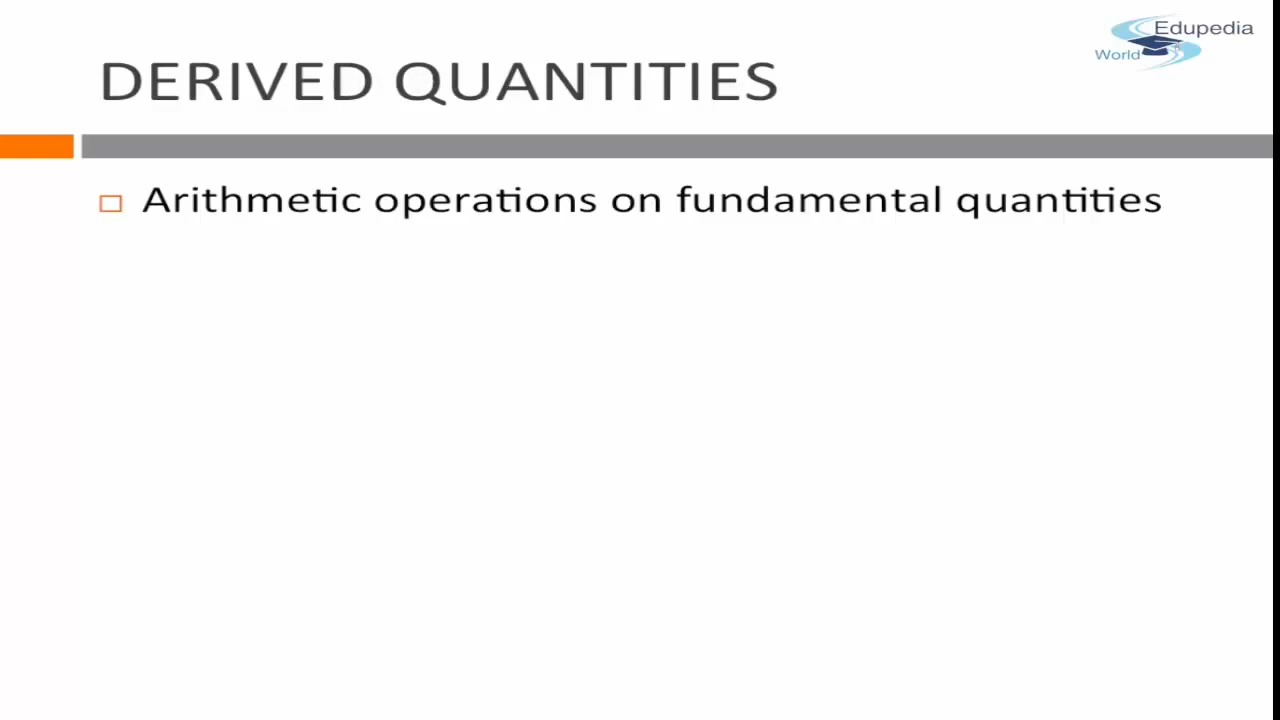 Edupedia
World
DERIVED QUANTITIES
Arithmetic operations on fundamental quantities